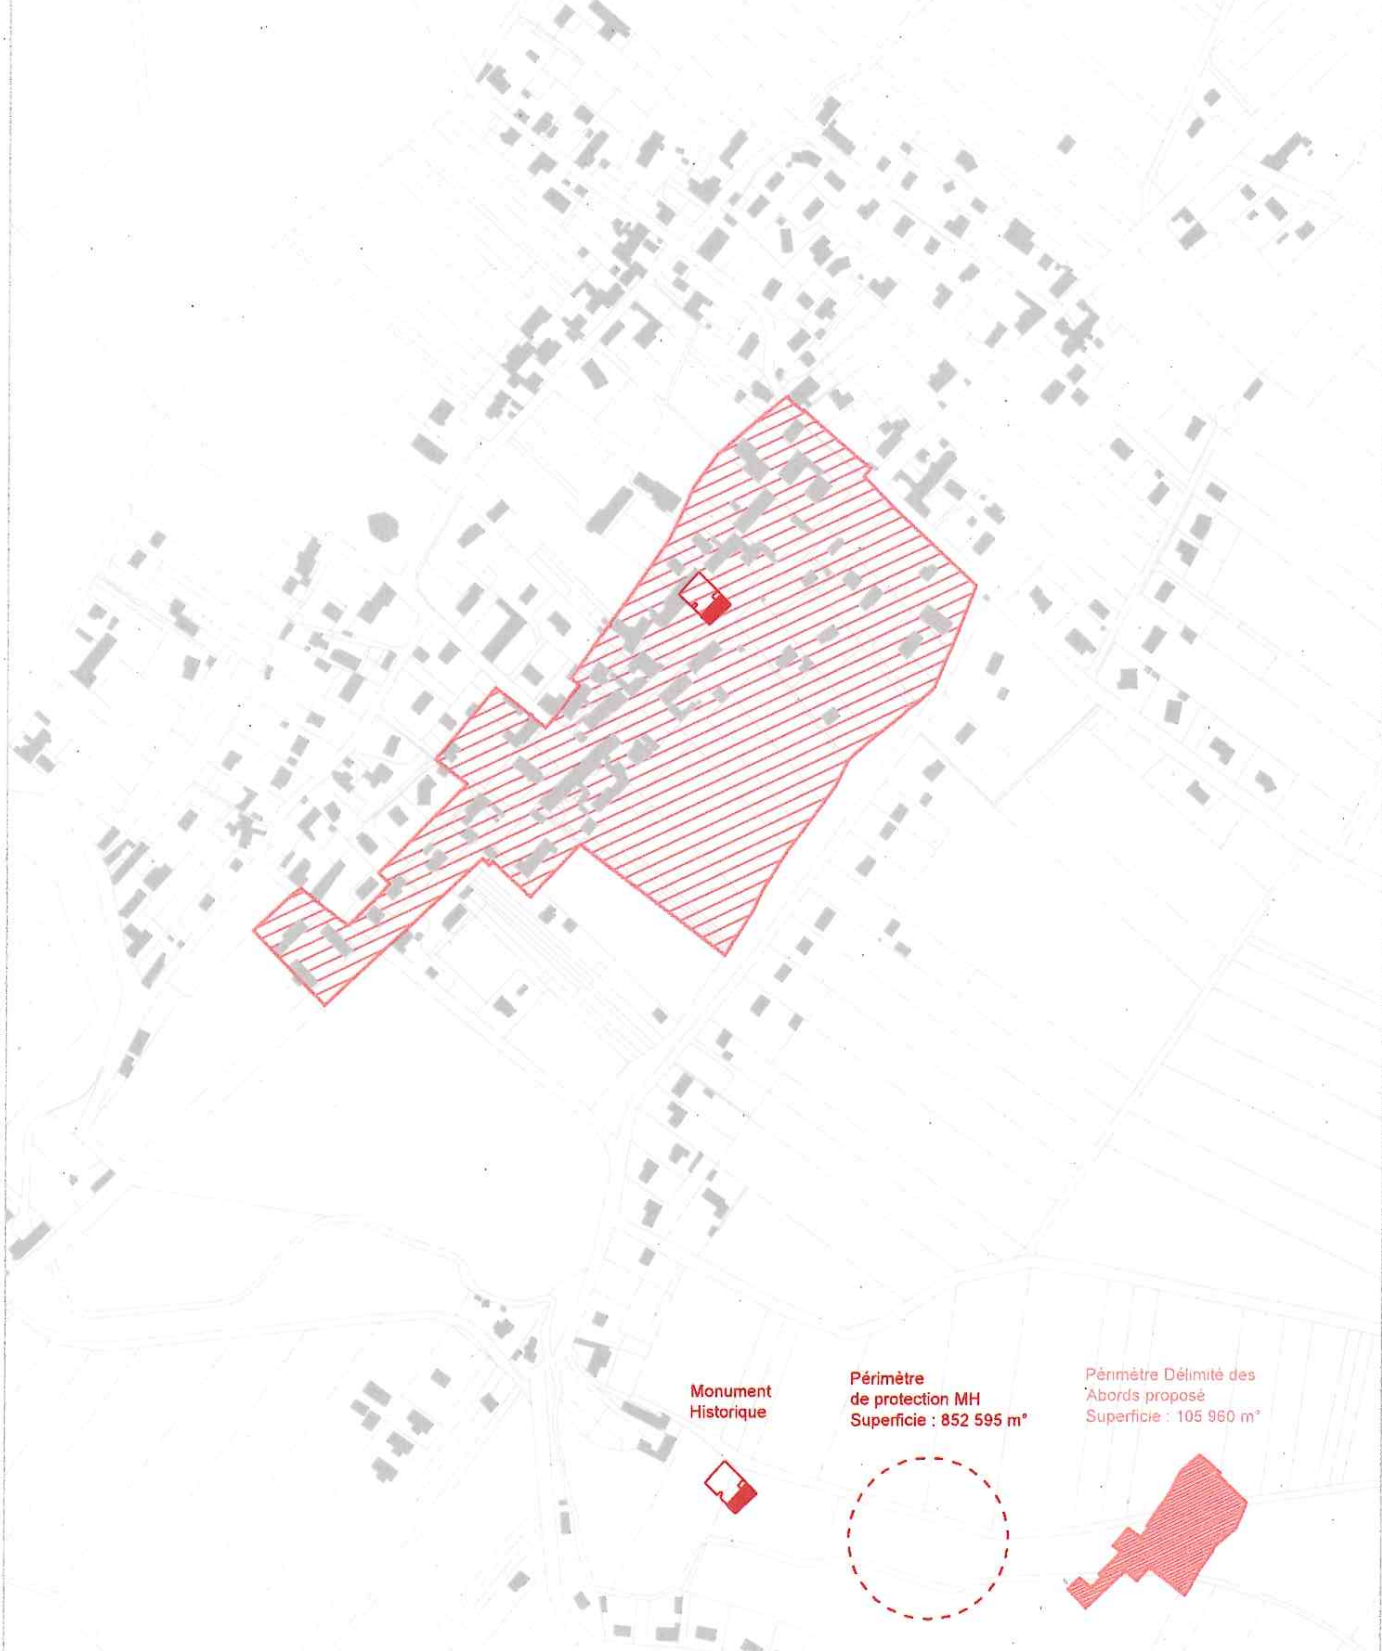 Monument
Historique
Périmètre
de protection MH
Superficie : 852 595 m²
Périmètre Délimité des
Abords proposé
Superficie : 105 960 m²